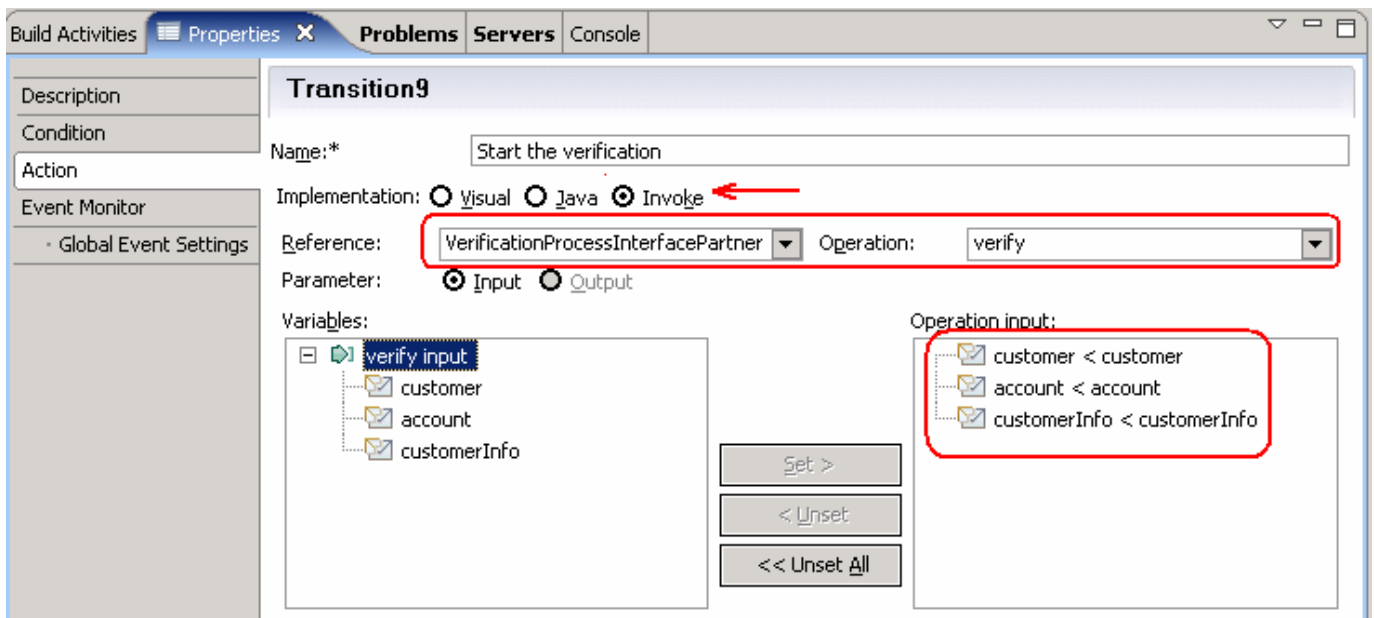 Build Activities Properties Problems Servers Console
Transition9
Description
Condition
Action
Event Monitor
Global Event Settings
Name:* Start the verification
Implementation: Visual Java Invoke
Reference: VerificationProcessInterfacePartner Operation: verify
Parameter: Input Output
Variables:
verify input
customer
account
customerInfo
Set >
< Unset
<< Unset All
Operation input:
customer < customer
account < account
customerInfo < customerInfo